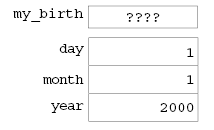 my_birth ????
day 1
month 1
year 2000